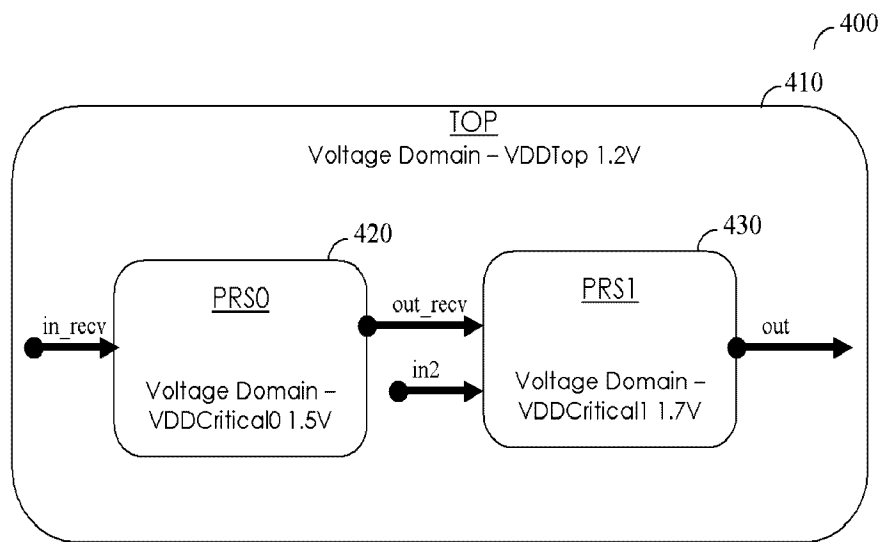 400
410
TOP
Voltage Domain – VDDTop 1.2V
420
430
PRS0
PRS1
in_recv
out_recv
out
in2
Voltage Domain –
VDDCritical0 1.5V
Voltage Domain –
VDDCritical1 1.7V